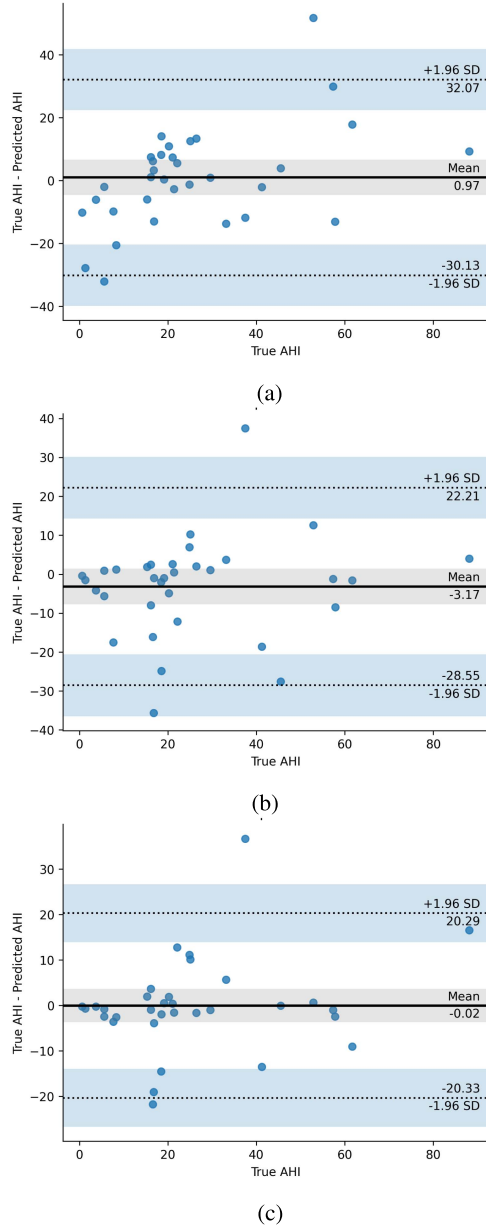 40
20
0
−20
−40
True AHI - Predicted AHI
+1.96 SD
32.07
Mean
0.97
-30.13
-1.96 SD
0 20 40 60 80
True AHI
(a)
40
30
20
10
0
−10
−20
−30
−40
True AHI - Predicted AHI
+1.96 SD
22.21
Mean
-3.17
-28.55
-1.96 SD
0 20 40 60 80
True AHI
(b)
30
20
10
0
−10
−20
True AHI - Predicted AHI
+1.96 SD
20.29
Mean
-0.02
-20.33
-1.96 SD
0 20 40 60 80
True AHI
(c)